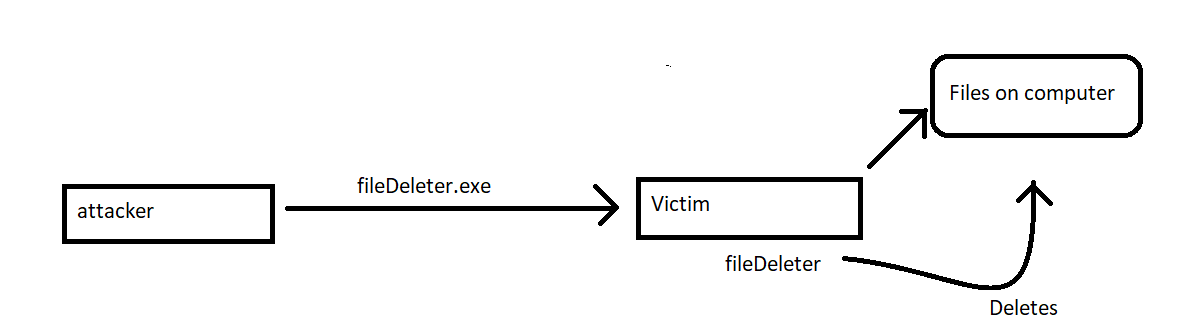 Files on computer
fileDeleter.exe
attacker
Victim
fileDeleter
Deletes